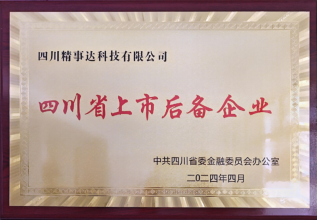 四川精事达科技有限公司
四川省上市后备企业
中共四川省委金融委员会办公室
二〇二四年四月